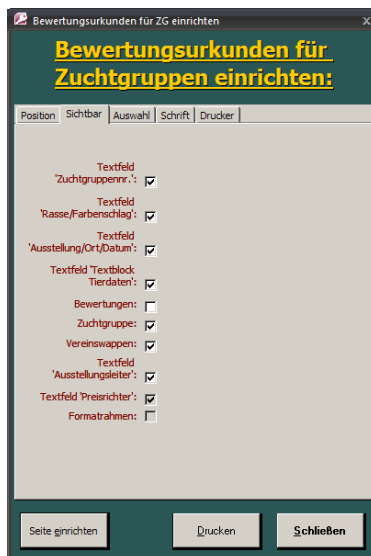 Bewertungsurkunden für ZG einrichten
x
Bewertungsurkunden für
Zuchtgruppen einrichten:
Position Sichtbar Auswahl Schrift Drucker
Textfeld
'Zuchtgruppennr.':
Textfeld
'Rasse/Farbenschlag':
Textfeld
'Ausstellung/Ort/Datum':
Textfeld 'Textblock
Tierdaten':
Bewertungen:
Zuchtgruppe:
Vereinswappen:
Textfeld
'Ausstellungsleiter':
Textfeld 'Preisrichter':
Formatrahmen:
Seite einrichten Drucken Schließen